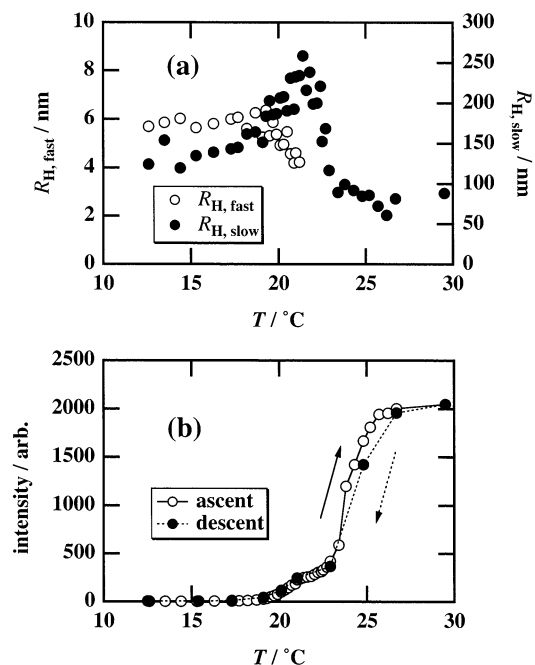 10
8
6
4
2
0
R_H, fast / nm
(a)
R_H, fast
R_H, slow
300
250
200
150
100
50
0
R_H, slow / nm
10 15 20 25 30
T / °C
2500
2000
1500
1000
500
0
intensity / arb.
(b)
ascent
descent
10 15 20 25 30
T / °C